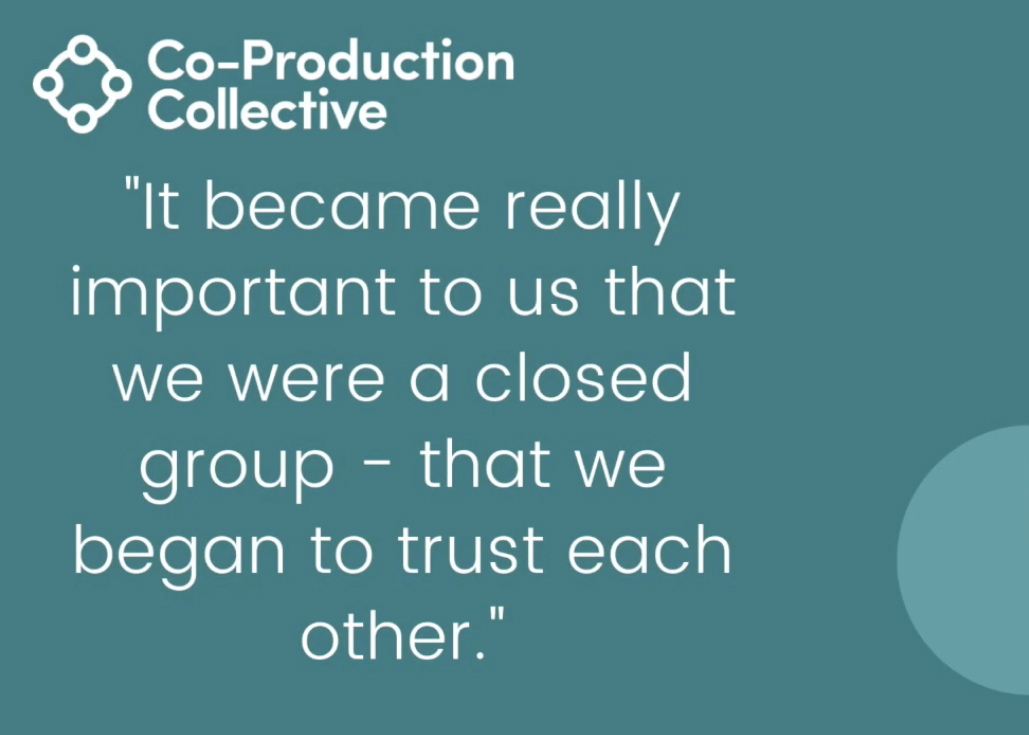 Co-Production
Collective
"It became really
important to us that
we were a closed
group - that we
began to trust each
other."